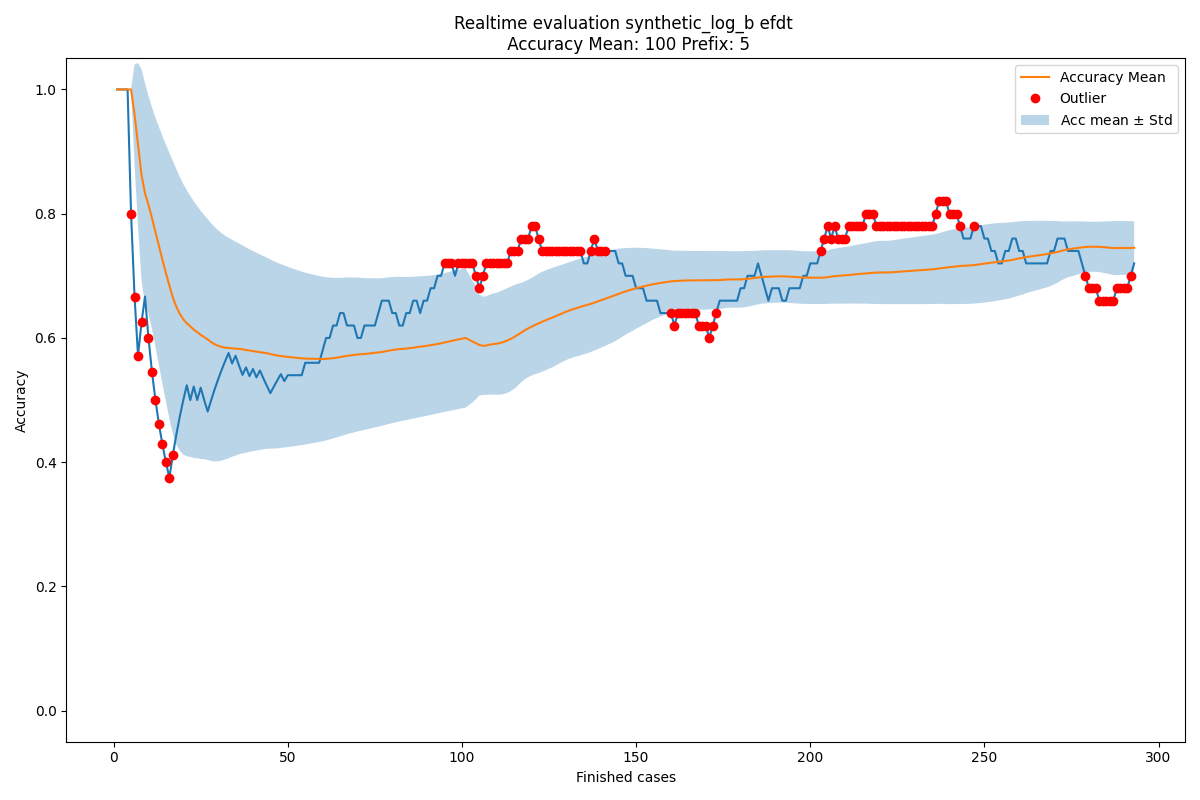 Realtime evaluation synthetic_log_b efdt
Accuracy Mean: 100 Prefix: 5
Accuracy Mean
Outlier
Acc mean ± Std
Accuracy
1.0
0.8
0.6
0.4
0.2
0.0
0
50
100
150
200
250
300
Finished cases